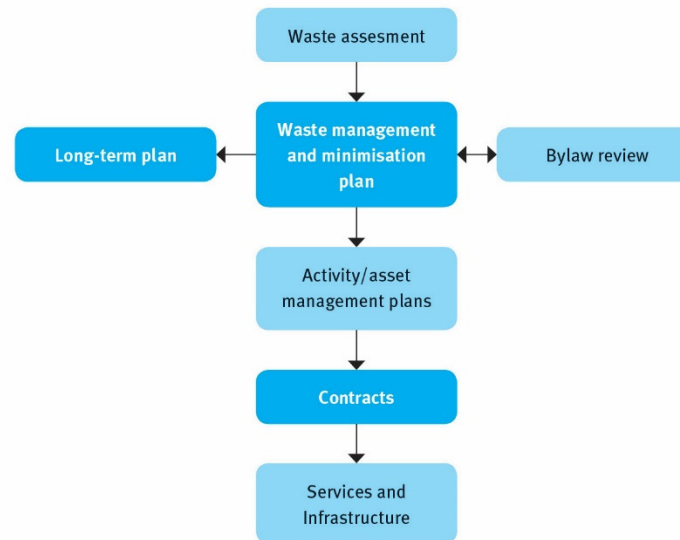 Waste assesment
Waste management
and minimisation
plan
Long-term plan
Bylaw review
Activity/asset
management plans
Contracts
Services and
Infrastructure